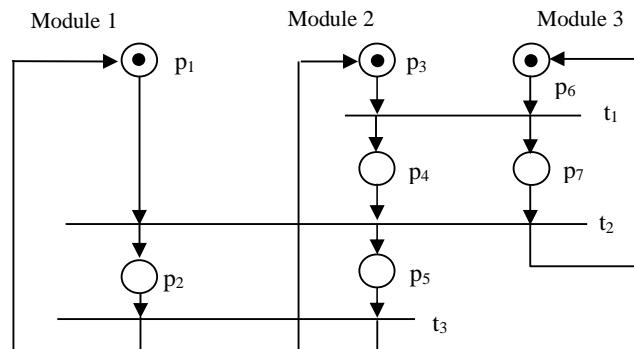 Module 1 Module 2 Module 3
p1 p3 p6
t1
p4 p7
t2
p2 p5
t3